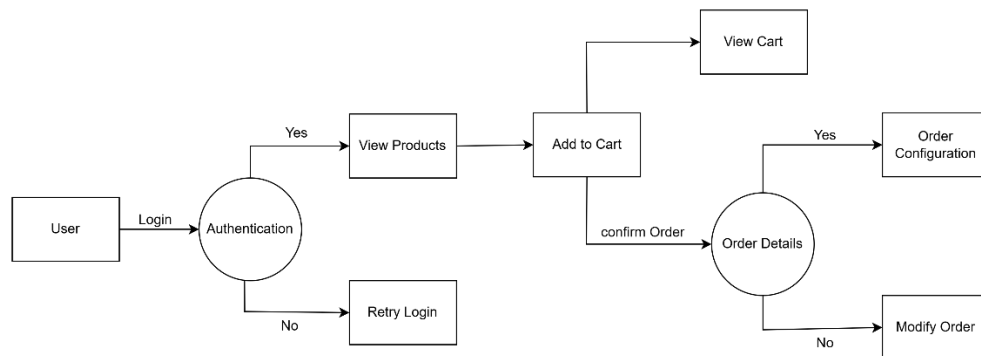 View Cart
Yes
Yes
View Products
Add to Cart
Order
Configuration
User
Login
Authentication
confirm Order
Order Details
No
Retry Login
No
Modify Order